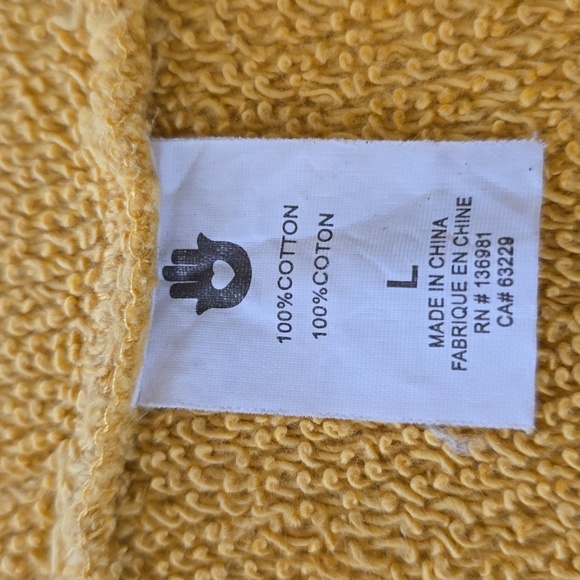 100%COTTON
100%COTON
L
MADE IN CHINA
FABRIQUE EN CHINE
RN # 136981
CA# 63229